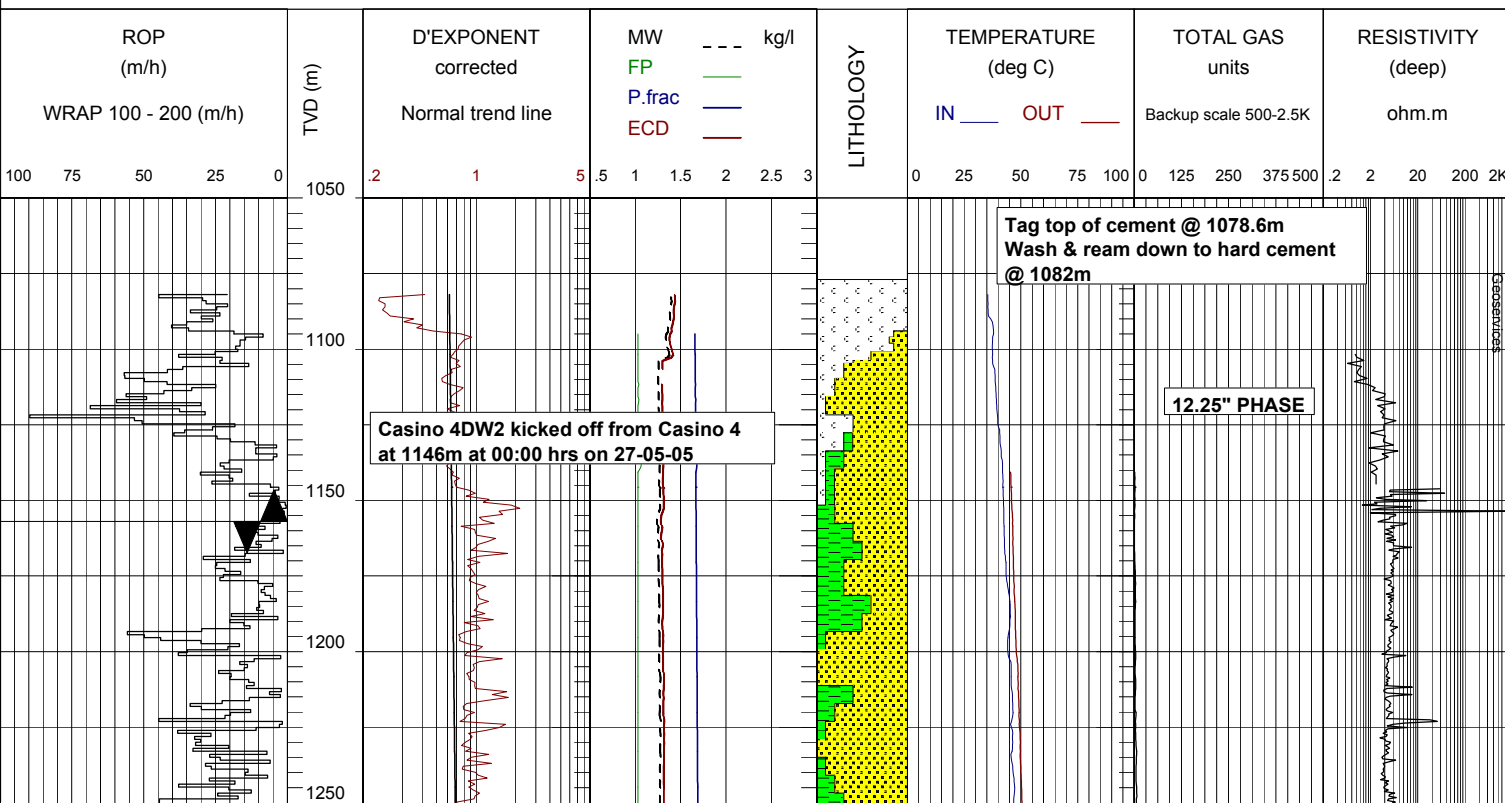 ROP
(m/h)
WRAP 100 - 200 (m/h)
100 75 50 25 0
TVD (m)
D'EXPONENT
corrected
Normal trend line
.2 1 5
MW kg/l
FP
P.frac
ECD
.5 1 1.5 2 2.5 3
LITHOLOGY
TEMPERATURE
(deg C)
IN OUT
0 25 50 75 100
TOTAL GAS
units
Backup scale 500-2.5K
0 125 250 375 500
RESISTIVITY
(deep)
ohm.m
.2 2 20 200 2K
1050
Tag top of cement @ 1078.6m
Wash & ream down to hard cement
@ 1082m
Geoservices
1100
12.25" PHASE
Casino 4DW2 kicked off from Casino 4
at 1146m at 00:00 hrs on 27-05-05
1150
1200
1250